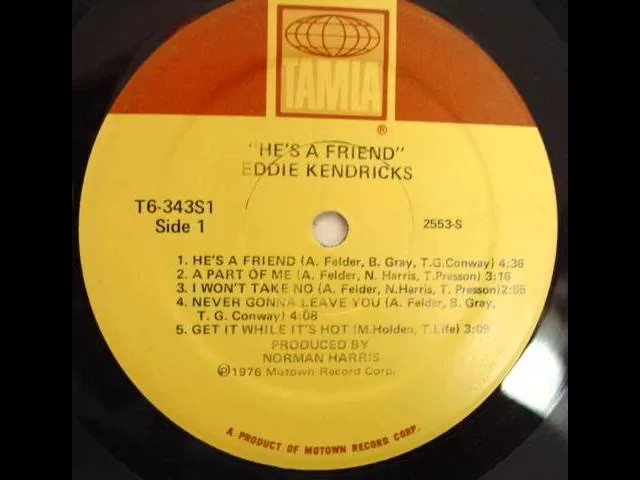 TAMLA
®
"HE'S A FRIEND"
EDDIE KENDRICKS
T6-343S1
Side 1
2553-S
1. HE'S A FRIEND (A. Felder, B. Gray, T.G.Conway) 4:36
2. A PART OF ME (A. Felder, N. Harris, T. Presson) 3:16
3. I WON'T TAKE NO (A. Felder, N.Harris, T. Presson) 2:55
4. NEVER GONNA LEAVE YOU (A. Felder, B. Gray,
T. G. Conway) 4:08
5. GET IT WHILE IT'S HOT (M.Holden, T.Life) 3:09
PRODUCED BY
NORMAN HARRIS
℗1976 Motown Record Corp.
A PRODUCT OF MOTOWN RECORD CORP.